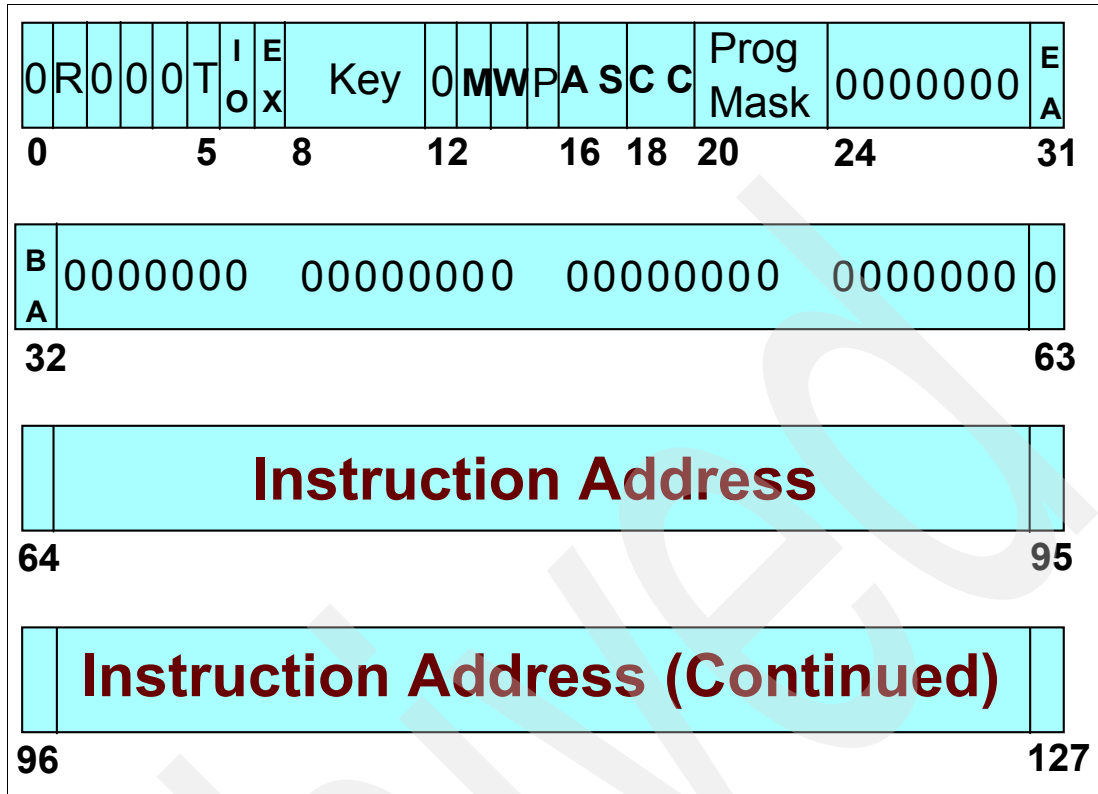 0 R 0 0 0 T I O E X Key 0 M W P A S C C Prog Mask 0000000 E A
0 5 8 12 16 18 20 24 31
B A 0000000 00000000 00000000 0000000 0
32 63
Instruction Address
64 95
Instruction Address (Continued)
96 127